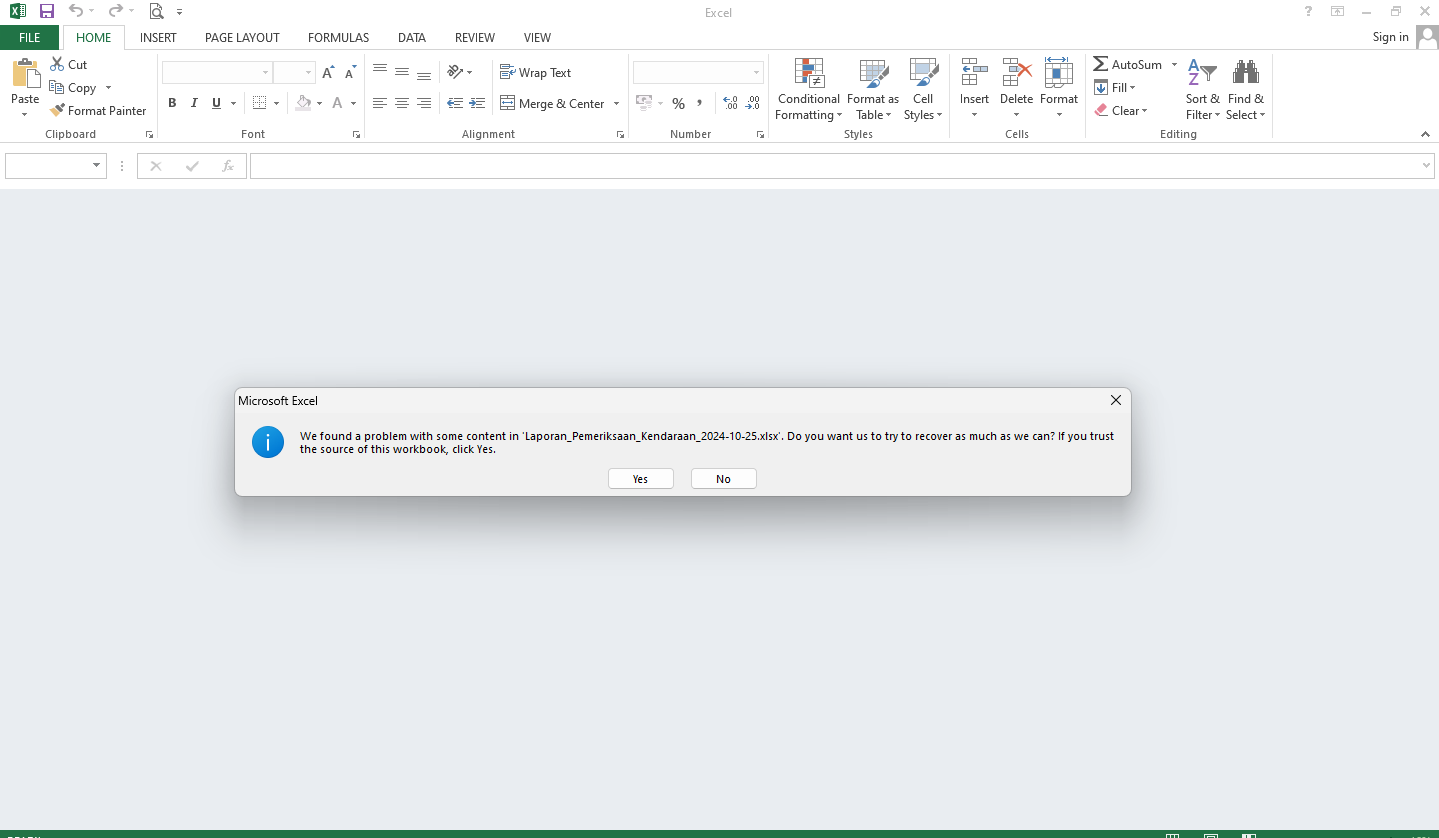 Excel
FILE
HOME
INSERT
PAGE LAYOUT
FORMULAS
DATA
REVIEW
VIEW
Sign in
Paste
Cut
Copy
Format Painter
Clipboard
B I U
A A
A
Font
Wrap Text
Merge & Center
Alignment
% ,
Number
Conditional
Formatting
Format as
Table
Cell
Styles
Styles
Insert
Delete
Format
Cells
AutoSum
Fill
Clear
Sort &
Filter
Find &
Select
Editing
fx
Microsoft Excel
We found a problem with some content in 'Laporan_Pemeriksaan_Kendaraan_2024-10-25.xlsx'. Do you want us to try to recover as much as we can? If you trust
the source of this workbook, click Yes.
Yes
No